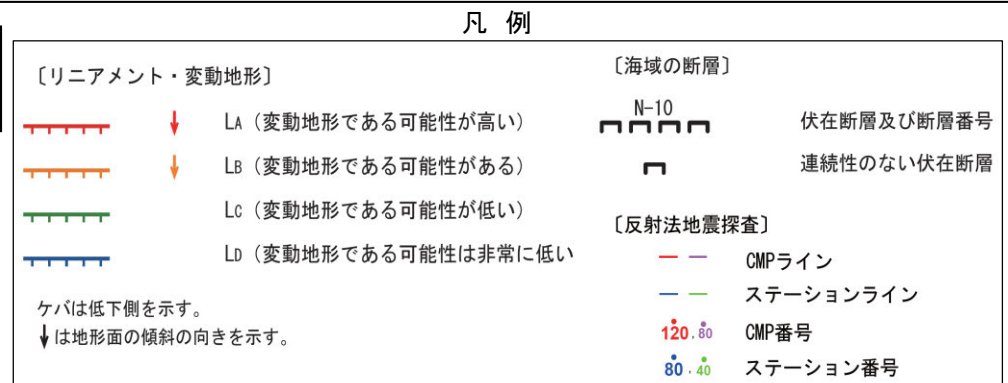 凡 例
〔リニアメント・変動地形〕
LA（変動地形である可能性が高い）
LB（変動地形である可能性がある）
LC（変動地形である可能性が低い）
LD（変動地形である可能性は非常に低い
ケバは低下側を示す。
↓は地形面の傾斜の向きを示す。
〔海域の断層〕
N-10
伏在断層及び断層番号
連続性のない伏在断層
〔反射法地震探査〕
CMPライン
ステーションライン
120 . 80 CMP番号
80 . 40 ステーション番号